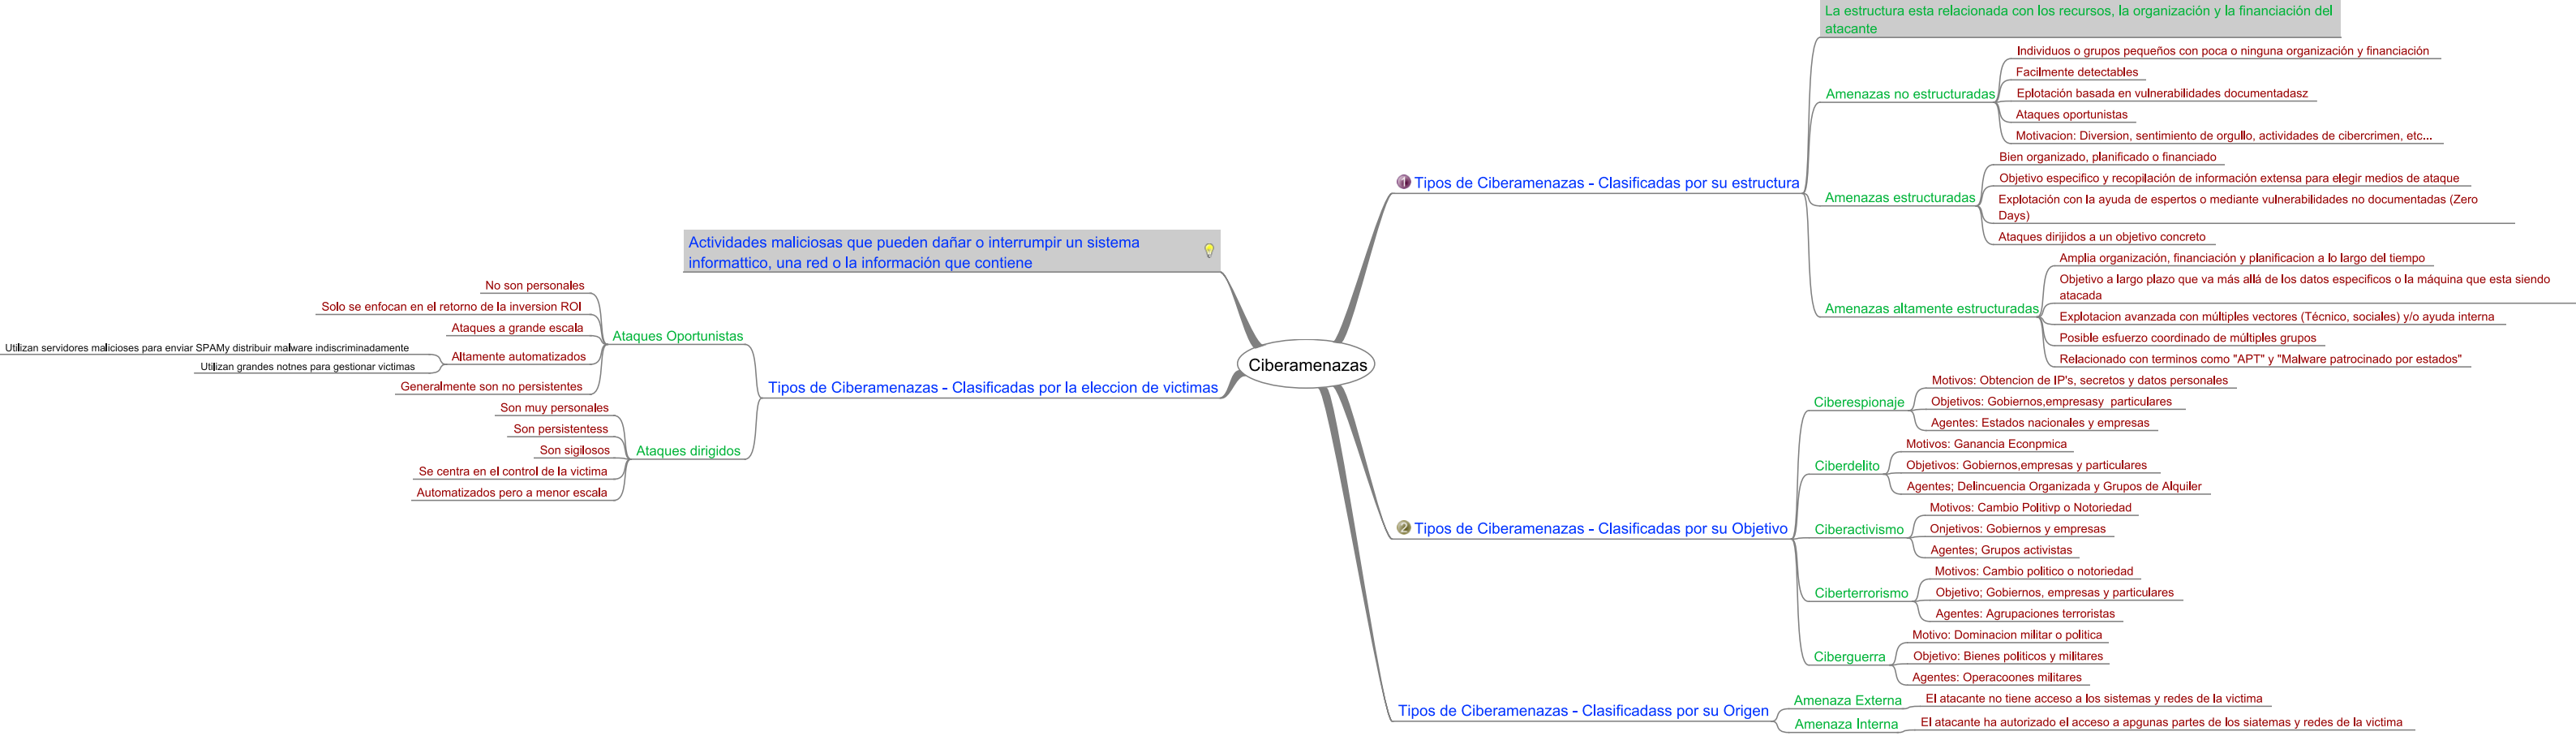 Ciberamenazas
Actividades maliciosas que pueden dañar o interrumpir un sistema
informattico, una red o la información que contiene
Tipos de Ciberamenazas - Clasificadas por la eleccion de victimas
Ataques Oportunistas
No son personales
Solo se enfocan en el retorno de la inversion ROI
Ataques a grande escala
Altamente automatizados
Utilizan servidores malicioses para enviar SPAMy distribuir malware indiscriminadamente
Utilizan grandes notnes para gestionar victimas
Generalmente son no persistentes
Ataques dirigidos
Son muy personales
Son persistentess
Son sigilosos
Se centra en el control de la victima
Automatizados pero a menor escala
1 Tipos de Ciberamenazas - Clasificadas por su estructura
La estructura esta relacionada con los recursos, la organización y la financiación del
atacante
Amenazas no estructuradas
Individuos o grupos pequeños con poca o ninguna organización y financiación
Facilmente detectables
Eplotación basada en vulnerabilidades documentadasz
Ataques oportunistas
Motivacion: Diversion, sentimiento de orgullo, actividades de cibercrimen, etc...
Amenazas estructuradas
Bien organizado, planificado o financiado
Objetivo especifico y recopilación de información extensa para elegir medios de ataque
Explotación con la ayuda de espertos o mediante vulnerabilidades no documentadas (Zero
Days)
Ataques dirijidos a un objetivo concreto
Amenazas altamente estructuradas
Amplia organización, financiación y planificacion a lo largo del tiempo
Objetivo a largo plazo que va más allá de los datos especificos o la máquina que esta siendo
atacada
Explotacion avanzada con múltiples vectores (Técnico, sociales) y/o ayuda interna
Posible esfuerzo coordinado de múltiples grupos
Relacionado con terminos como "APT" y "Malware patrocinado por estados"
2 Tipos de Ciberamenazas - Clasificadas por su Objetivo
Ciberespionaje
Motivos: Obtencion de IP's, secretos y datos personales
Objetivos: Gobiernos,empresasy  particulares
Agentes: Estados nacionales y empresas
Ciberdelito
Motivos: Ganancia Econpmica
Objetivos: Gobiernos,empresas y particulares
Agentes; Delincuencia Organizada y Grupos de Alquiler
Ciberactivismo
Motivos: Cambio Politivp o Notoriedad
Onjetivos: Gobiernos y empresas
Agentes; Grupos activistas
Ciberterrorismo
Motivos: Cambio politico o notoriedad
Objetivo; Gobiernos, empresas y particulares
Agentes: Agrupaciones terroristas
Ciberguerra
Motivo: Dominacion militar o politica
Objetivo: Bienes politicos y militares
Agentes: Operacoones militares
Tipos de Ciberamenazas - Clasificadass por su Origen
Amenaza Externa
El atacante no tiene acceso a los sistemas y redes de la victima
Amenaza Interna
El atacante ha autorizado el acceso a apgunas partes de los siatemas y redes de la victima